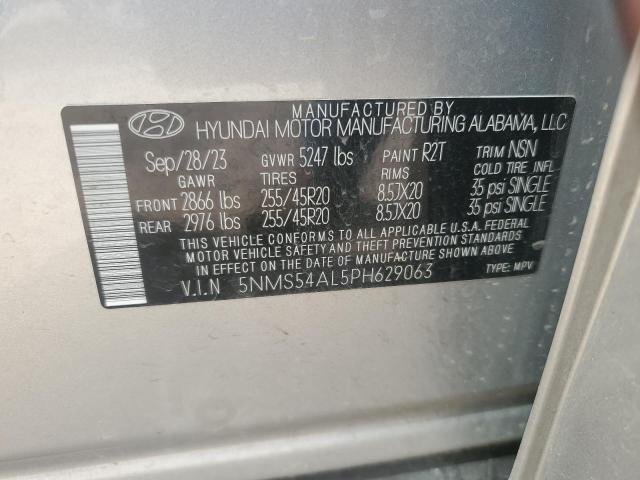 MANUFACTURED BY
HYUNDAI MOTOR MANUFACTURING ALABAMA, LLC
Sep/28/23 GVWR 5247 lbs PAINT R2T TRIM NSN
GAWR TIRES RIMS COLD TIRE INFL.
FRONT 2866 lbs 255/45R20 8.5JX20 35 psi SINGLE
REAR 2976 lbs 255/45R20 8.5JX20 35 psi SINGLE
THIS VEHICLE CONFORMS TO ALL APPLICABLE U.S.A. FEDERAL
MOTOR VEHICLE SAFETY STANDARDS IN EFFECT ON
THE DATE OF MANUFACTURE SHOWN ABOVE.
V.I.N 5NMS54AL5PH629063 TYPE: MPV